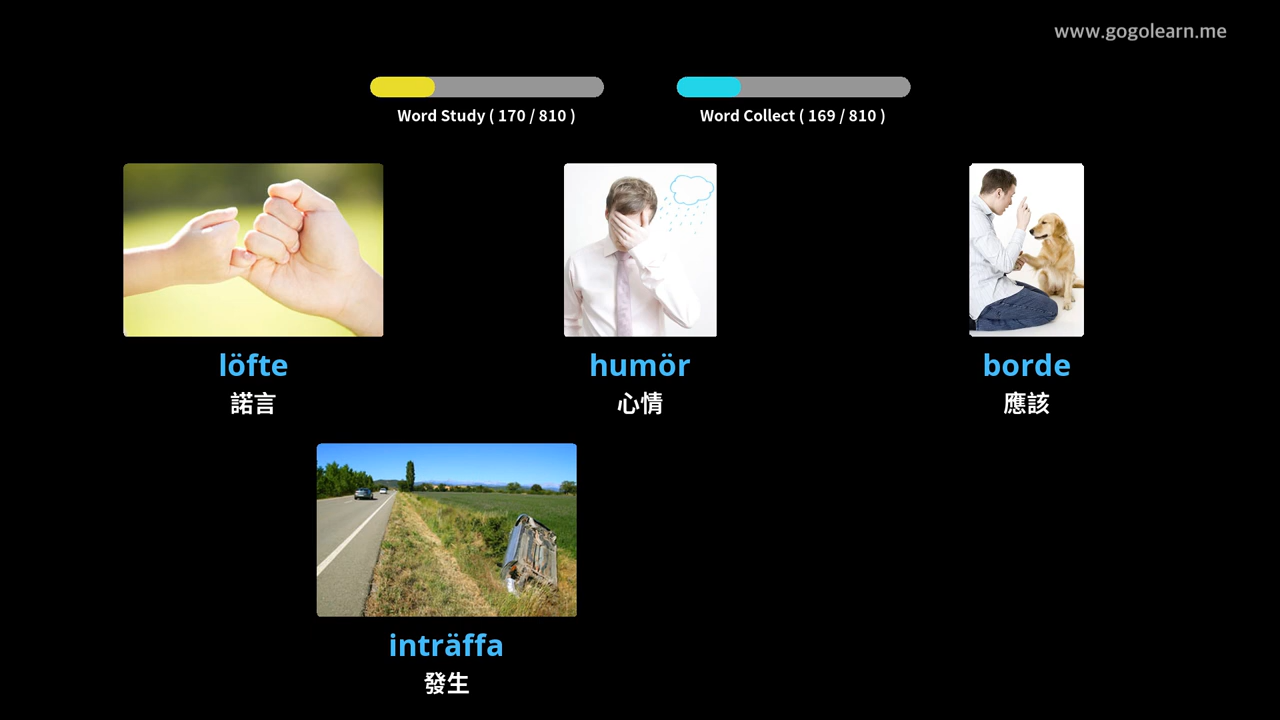 www.gogolearn.me
Word Study ( 170 / 810 )
Word Collect ( 169 / 810 )
löfte
諾言
humör
心情
borde
應該
inträffa
發生